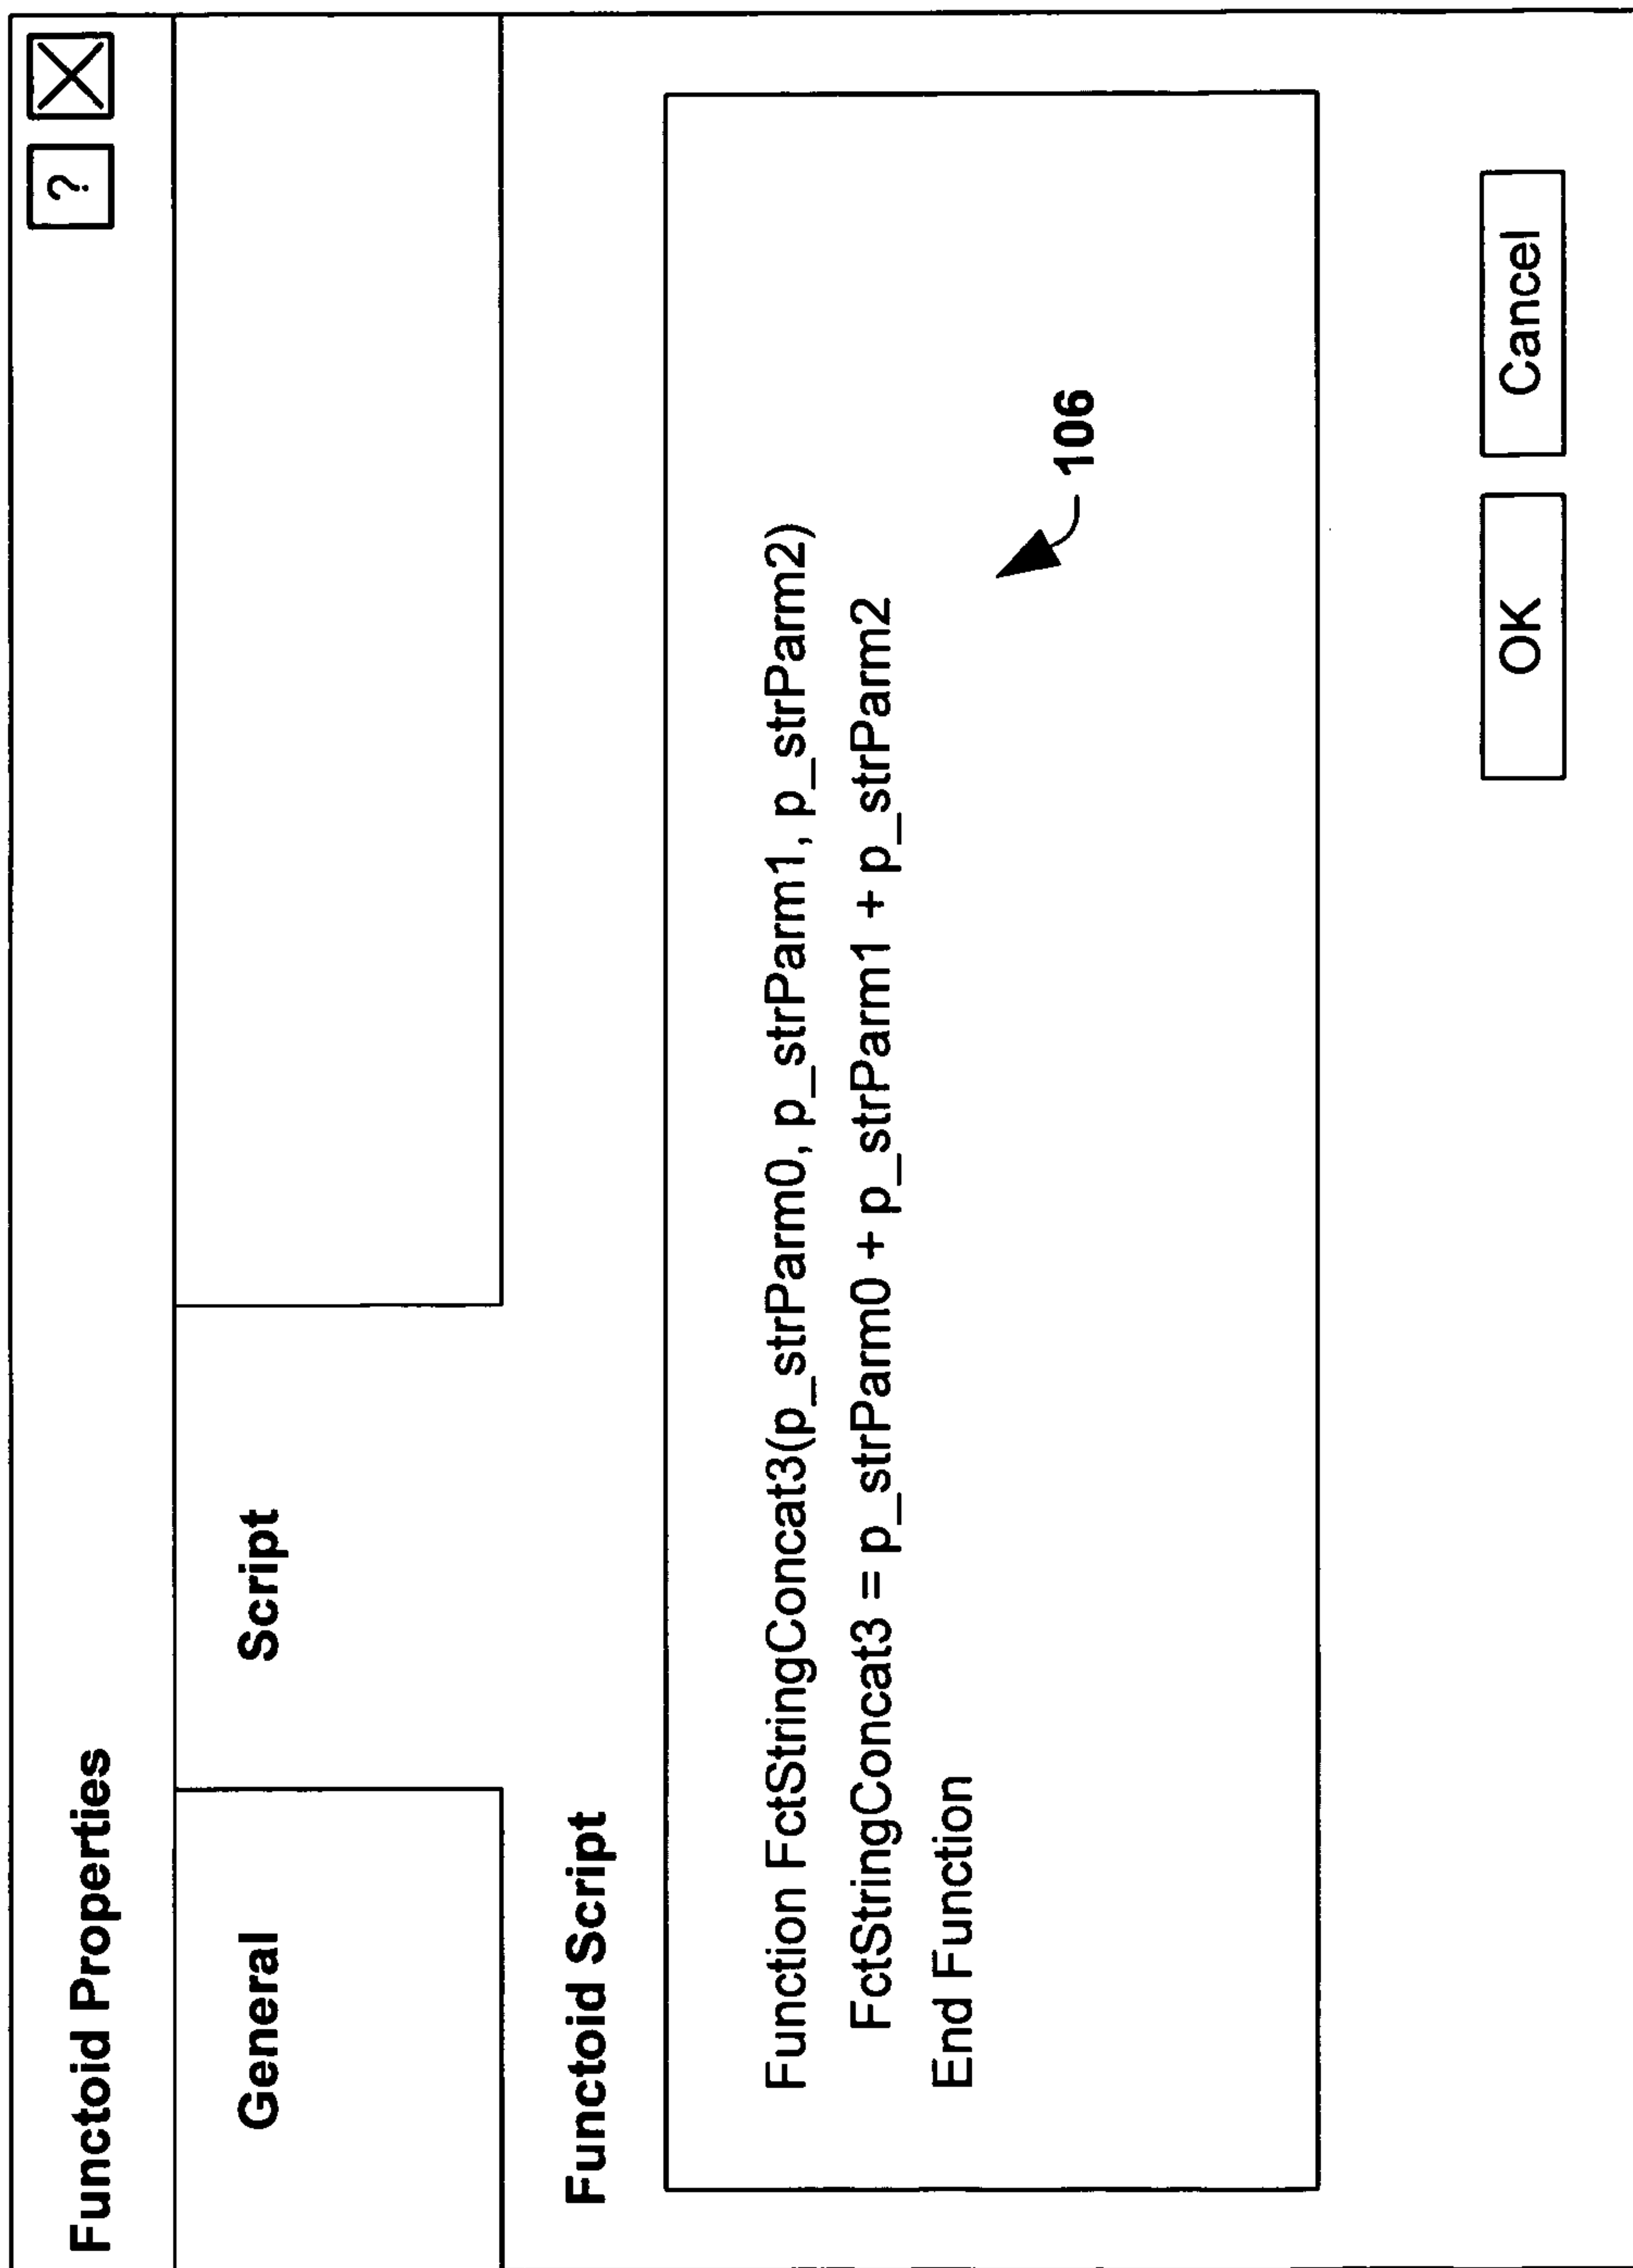 Functoid Properties ?
General Script
Functoid Script
Function FctStringConcat3(p_strParm0, p_strParm1, p_strParm2)
FctStringConcat3 = p_strParm0 + p_strParm1 + p_strParm2
End Function
106
OK Cancel